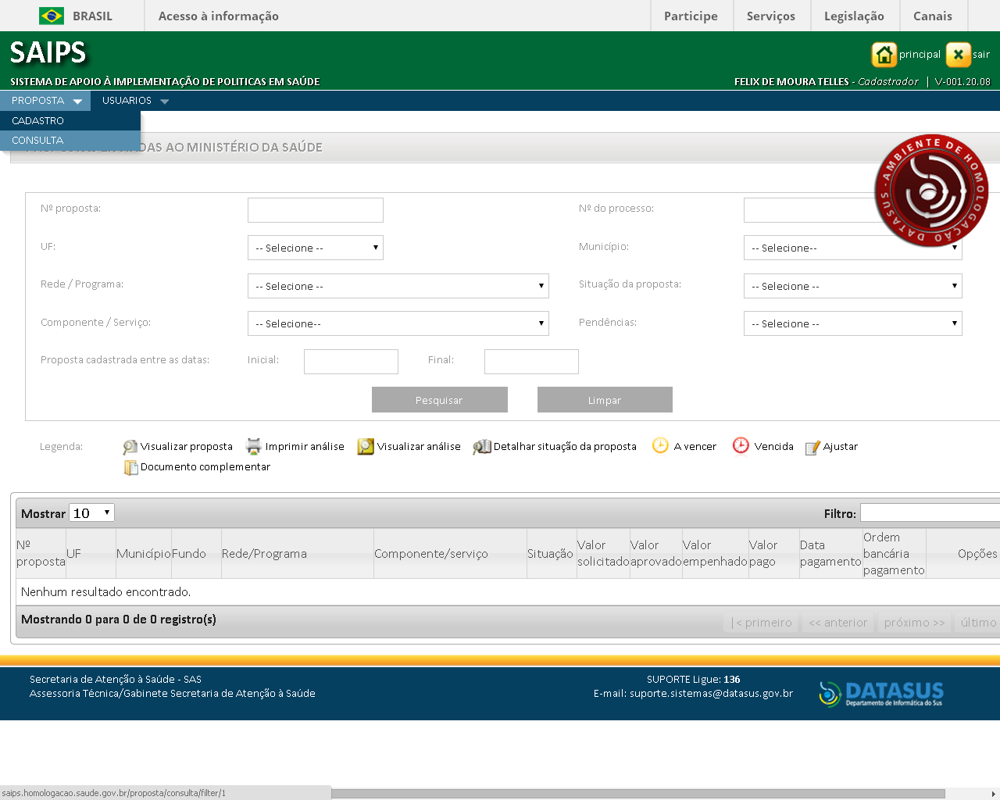 BRASIL Acesso à informação Participe Serviços Legislação Canais
SAIPS
principal sair
SISTEMA DE APOIO À IMPLEMENTAÇÃO DE POLITICAS EM SAÚDE
FELIX DE MOURA TELLES - Cadastrador | V-001.20.08
PROPOSTA USUARIOS
CADASTRO
CONSULTA
ADAS AO MINISTÉRIO DA SAÚDE
AMBIENTE DE HOMOLOGAÇÃO DATASUS -
Nº proposta: Nº do processo:
UF: -- Selecione -- Município: -- Selecione--
Rede / Programa: -- Selecione -- Situação da proposta: -- Selecione --
Componente / Serviço: -- Selecione-- Pendências: -- Selecione --
Proposta cadastrada entre as datas: Inicial: Final:
Pesquisar Limpar
Legenda: Visualizar proposta Imprimir análise Visualizar análise Detalhar situação da proposta A vencer Vencida Ajustar
Documento complementar
Mostrar 10 Filtro:
Nº proposta UF Município Fundo Rede/Programa Componente/serviço Situação Valor solicitado Valor aprovado Valor empenhado Valor pago Data pagamento Ordem bancária pagamento Opções
Nenhum resultado encontrado.
Mostrando 0 para 0 de 0 registro(s)
|< primeiro << anterior próximo >> último
Secretaria de Atenção à Saúde - SAS
Assessoria Técnica/Gabinete Secretaria de Atenção à Saúde
SUPORTE Ligue: 136
E-mail: suporte.sistemas@datasus.gov.br
DATASUS
Departamento de Informática do Sus
saips.homologacao.saude.gov.br/proposta/consulta/filter/1